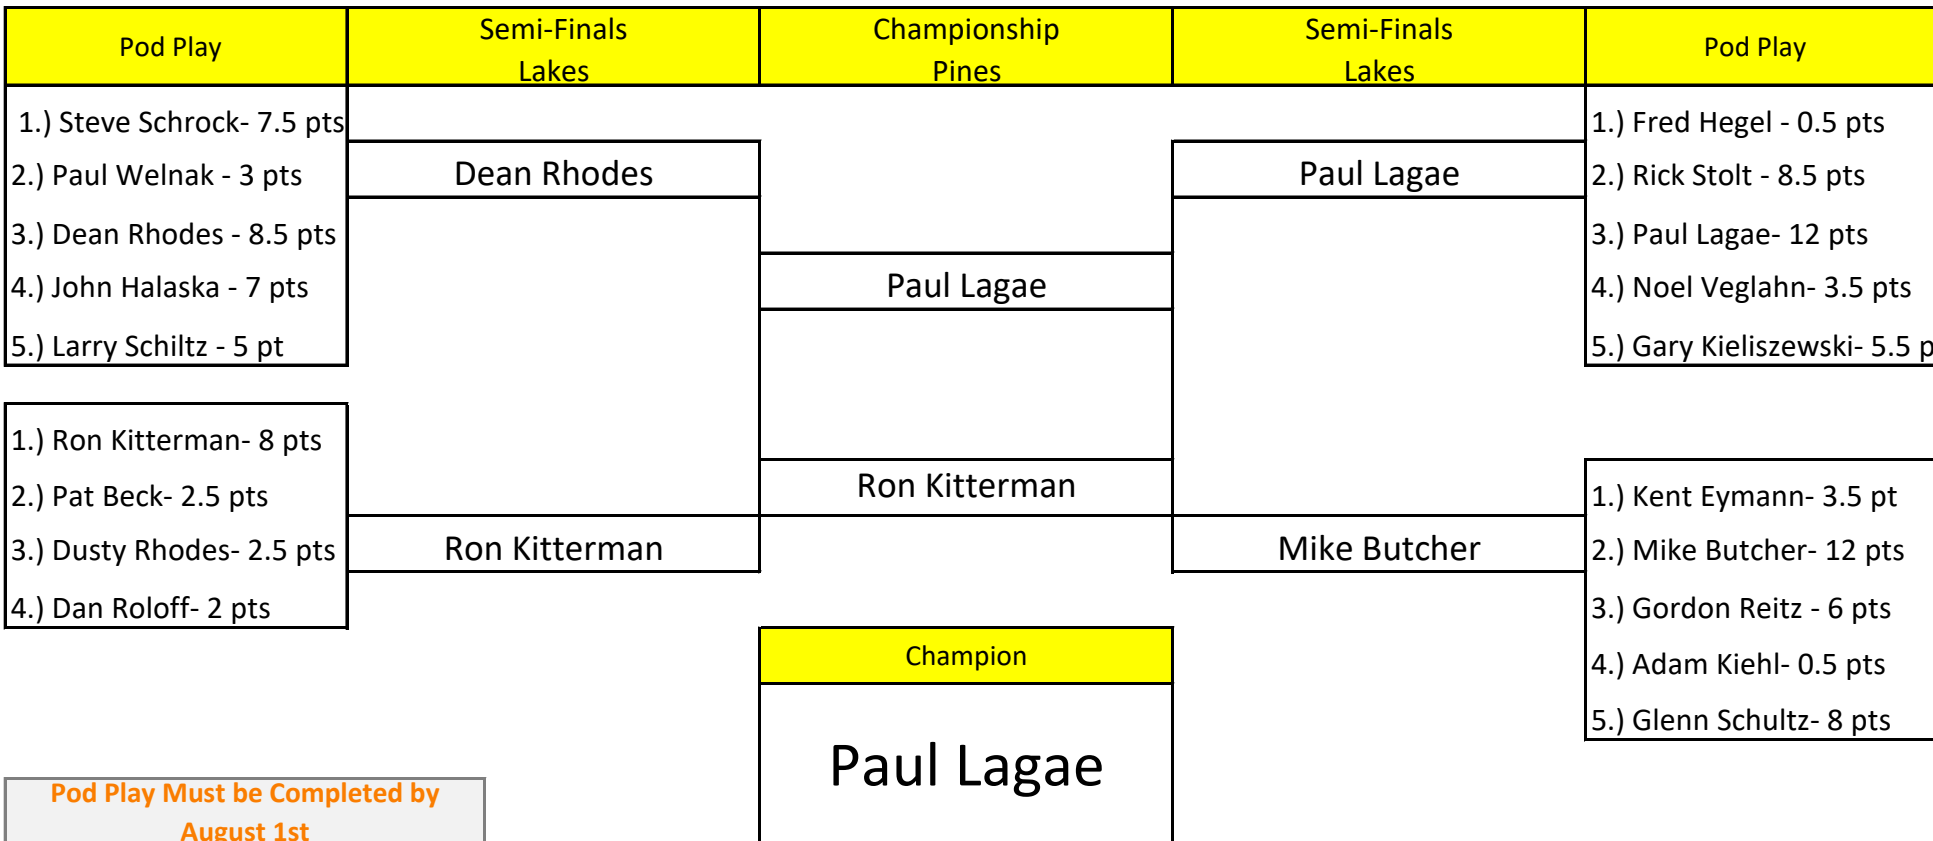 Pod Play
Semi-Finals
Lakes
Championship
Pines
Semi-Finals
Lakes
Pod Play
1.) Steve Schrock- 7.5 pts
2.) Paul Welnak - 3 pts
3.) Dean Rhodes - 8.5 pts
4.) John Halaska - 7 pts
5.) Larry Schiltz - 5 pt
1.) Ron Kitterman- 8 pts
2.) Pat Beck- 2.5 pts
3.) Dusty Rhodes- 2.5 pts
4.) Dan Roloff- 2 pts
Dean Rhodes
Ron Kitterman
Paul Lagae
Ron Kitterman
Paul Lagae
Mike Butcher
1.) Fred Hegel - 0.5 pts
2.) Rick Stolt - 8.5 pts
3.) Paul Lagae- 12 pts
4.) Noel Veglahn- 3.5 pts
5.) Gary Kieliszewski- 5.5 p
1.) Kent Eymann- 3.5 pt
2.) Mike Butcher- 12 pts
3.) Gordon Reitz - 6 pts
4.) Adam Kiehl- 0.5 pts
5.) Glenn Schultz- 8 pts
Champion
Paul Lagae
Pod Play Must be Completed by
August 1st